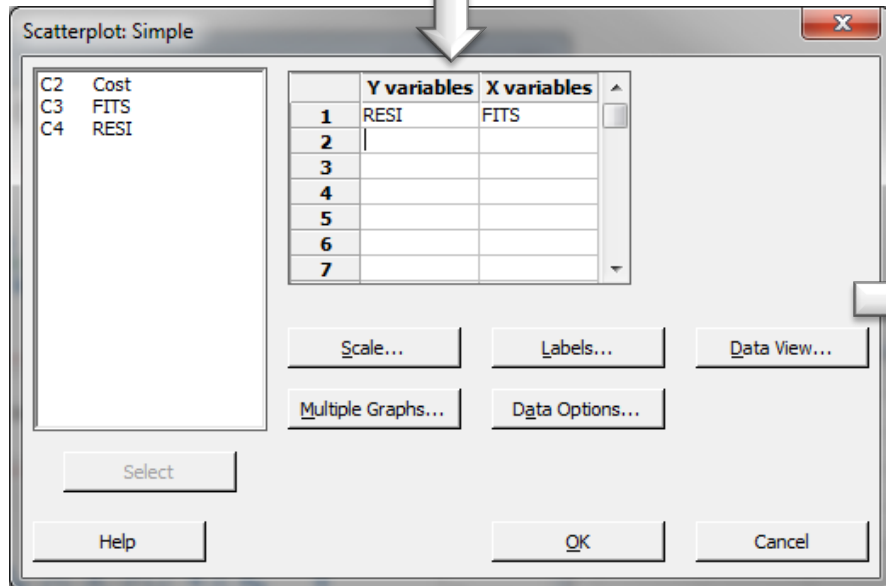 Scatterplot: Simple
C2 Cost
C3 FITS
C4 RESI
Y variables X variables
1 RESI FITS
2
3
4
5
6
7
Scale... Labels... Data View...
Multiple Graphs... Data Options...
Select
Help OK Cancel